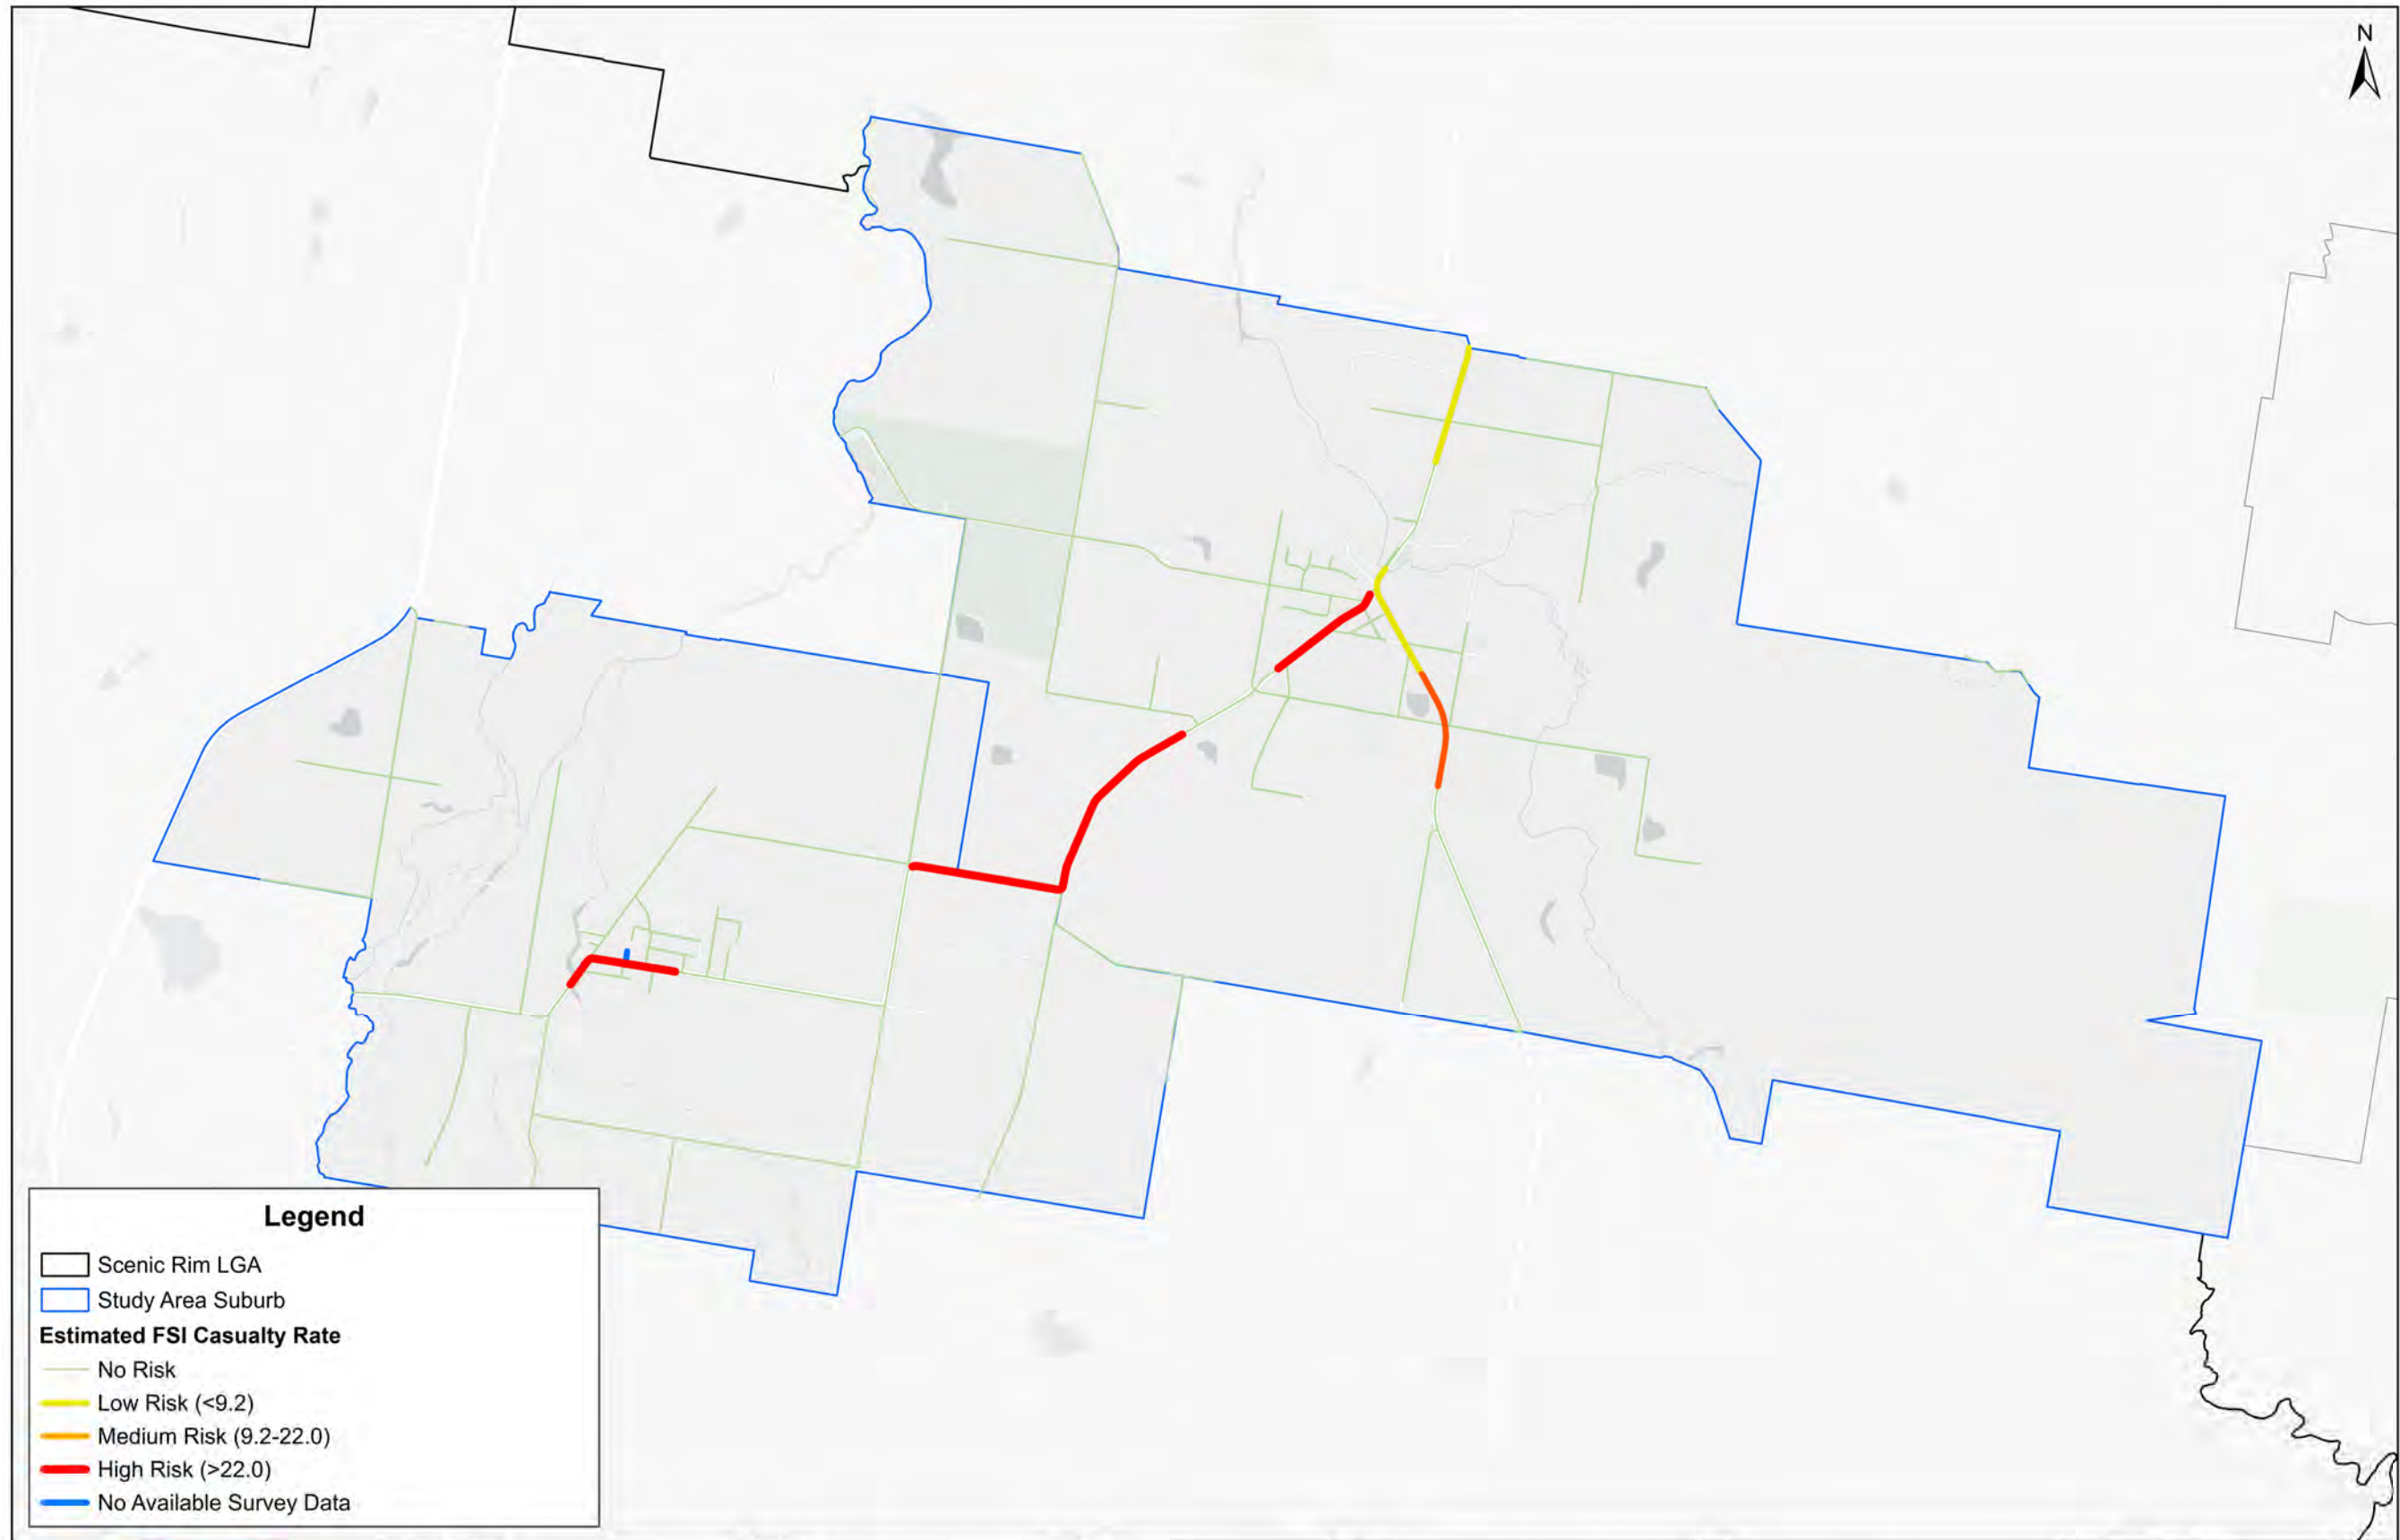 N
Legend
Scenic Rim LGA
Study Area Suburb
Estimated FSI Casualty Rate
No Risk
Low Risk (<9.2)
Medium Risk (9.2-22.0)
High Risk (>22.0)
No Available Survey Data